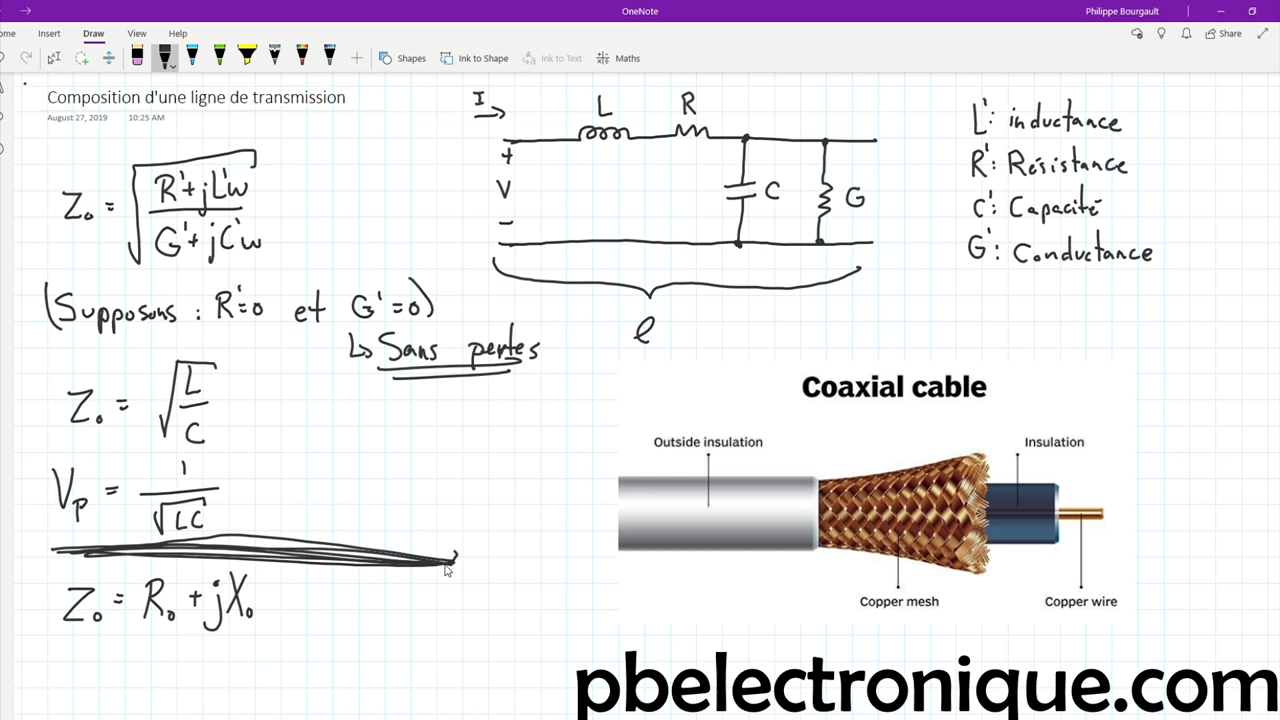 OneNote
Philippe Bourgault
ome Insert Draw View Help
Share
Shapes Ink to Shape Ink to Text Maths
Composition d'une ligne de transmission
August 27, 2019 10:25 AM
Z₀ = √((R'+jL'w)/(G'+jC'w))
(Supposons : R'=0 et G'=0)
↳ Sans pertes
Z₀ = √(L/C)
Vp = 1/√(LC)
Z₀ = R₀ + jX₀
I →
L R
+
V
−
C G
ℓ
L': inductance
R': Résistance
C': Capacité
G': Conductance
Coaxial cable
Outside insulation Insulation
Copper mesh Copper wire
pbelectronique.com